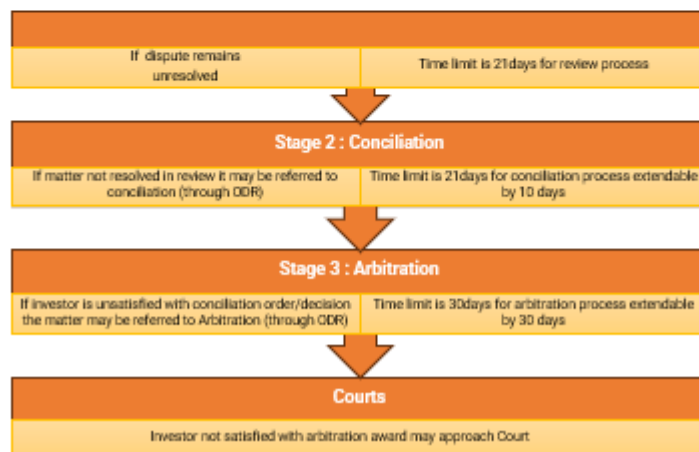 If dispute remains
unresolved
Time limit is 21days for review process
Stage 2 : Conciliation
If matter not resolved in review it may be referred to
conciliation (through ODR)
Time limit is 21days for conciliation process extendable
by 10 days
Stage 3 : Arbitration
If investor is unsatisfied with conciliation order/decision
the matter may be referred to Arbitration (through ODR)
Time limit is 30days for arbitration process extendable
by 30 days
Courts
Investor not satisfied with arbitration award may approach Court